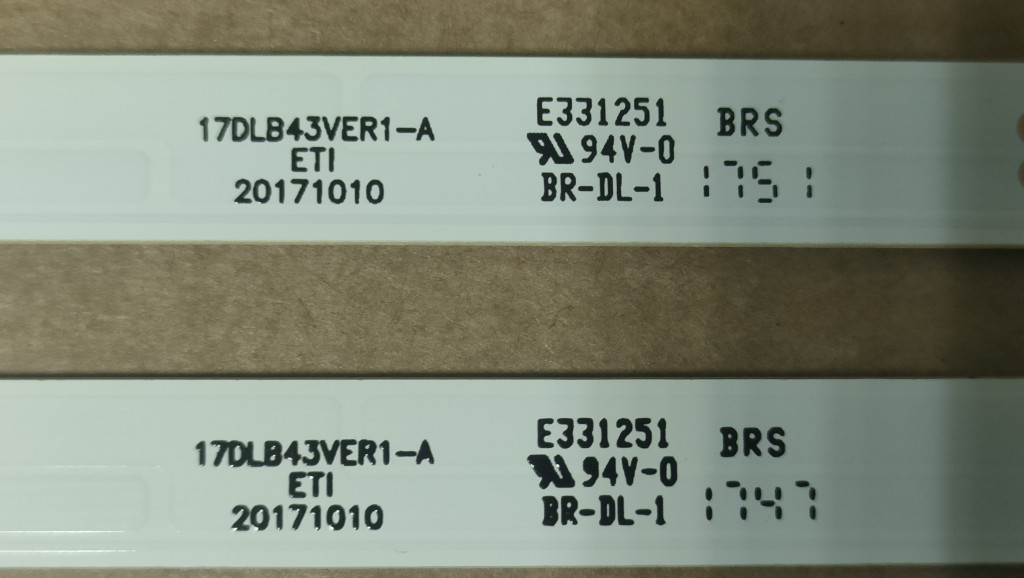 17DLB43VER1-A
ETI
20171010
E331251
94V-0
BR-DL-1
BRS
1751
17DLB43VER1-A
ETI
20171010
E331251
94V-0
BR-DL-1
BRS
1747